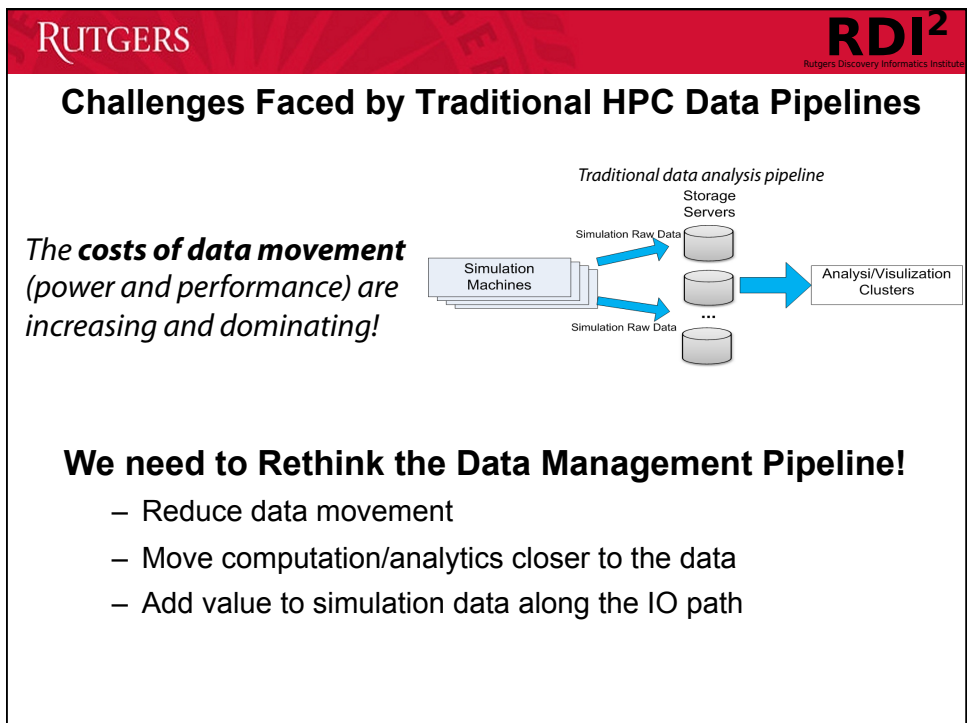 RUTGERS
RDI²
Rutgers Discovery Informatics Institute
Challenges Faced by Traditional HPC Data Pipelines
The costs of data movement
(power and performance) are
increasing and dominating!
Traditional data analysis pipeline
Storage
Servers
Simulation Raw Data
Simulation
Machines
Simulation Raw Data
...
Analysi/Visulization
Clusters
We need to Rethink the Data Management Pipeline!
– Reduce data movement
– Move computation/analytics closer to the data
– Add value to simulation data along the IO path